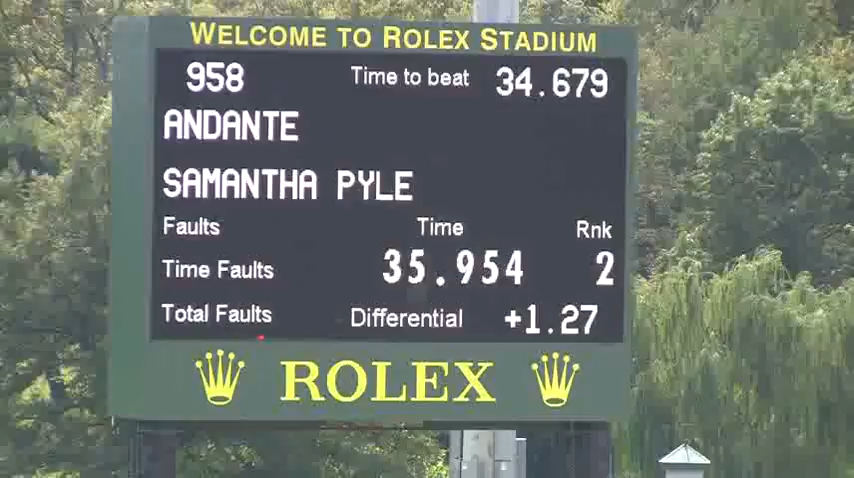 WELCOME TO ROLEX STADIUM
958 Time to beat 34.679
ANDANTE
SAMANTHA PYLE
Faults Time Rnk
Time Faults 35.954 2
Total Faults Differential +1.27
ROLEX